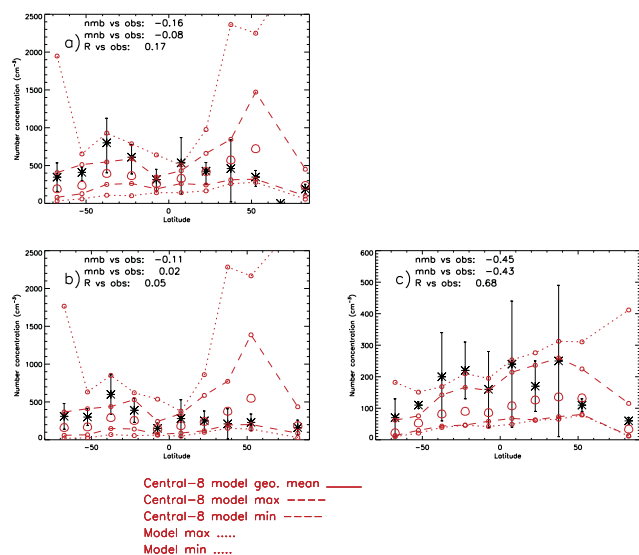 2500
2000
1500
1000
500
0
Number concentration (cm⁻³)
a)
nmb vs obs: −0.16
mnb vs obs: −0.08
R vs obs: 0.17
−50 0 50
Latitude
2500
2000
1500
1000
500
0
Number concentration (cm⁻³)
b)
nmb vs obs: −0.11
mnb vs obs: 0.02
R vs obs: 0.05
−50 0 50
Latitude
600
500
400
300
200
100
0
Number concentration (cm⁻³)
c)
nmb vs obs: −0.45
mnb vs obs: −0.43
R vs obs: 0.68
−50 0 50
Latitude
Central−8 model geo. mean
Central−8 model max
Central−8 model min
Model max .....
Model min .....